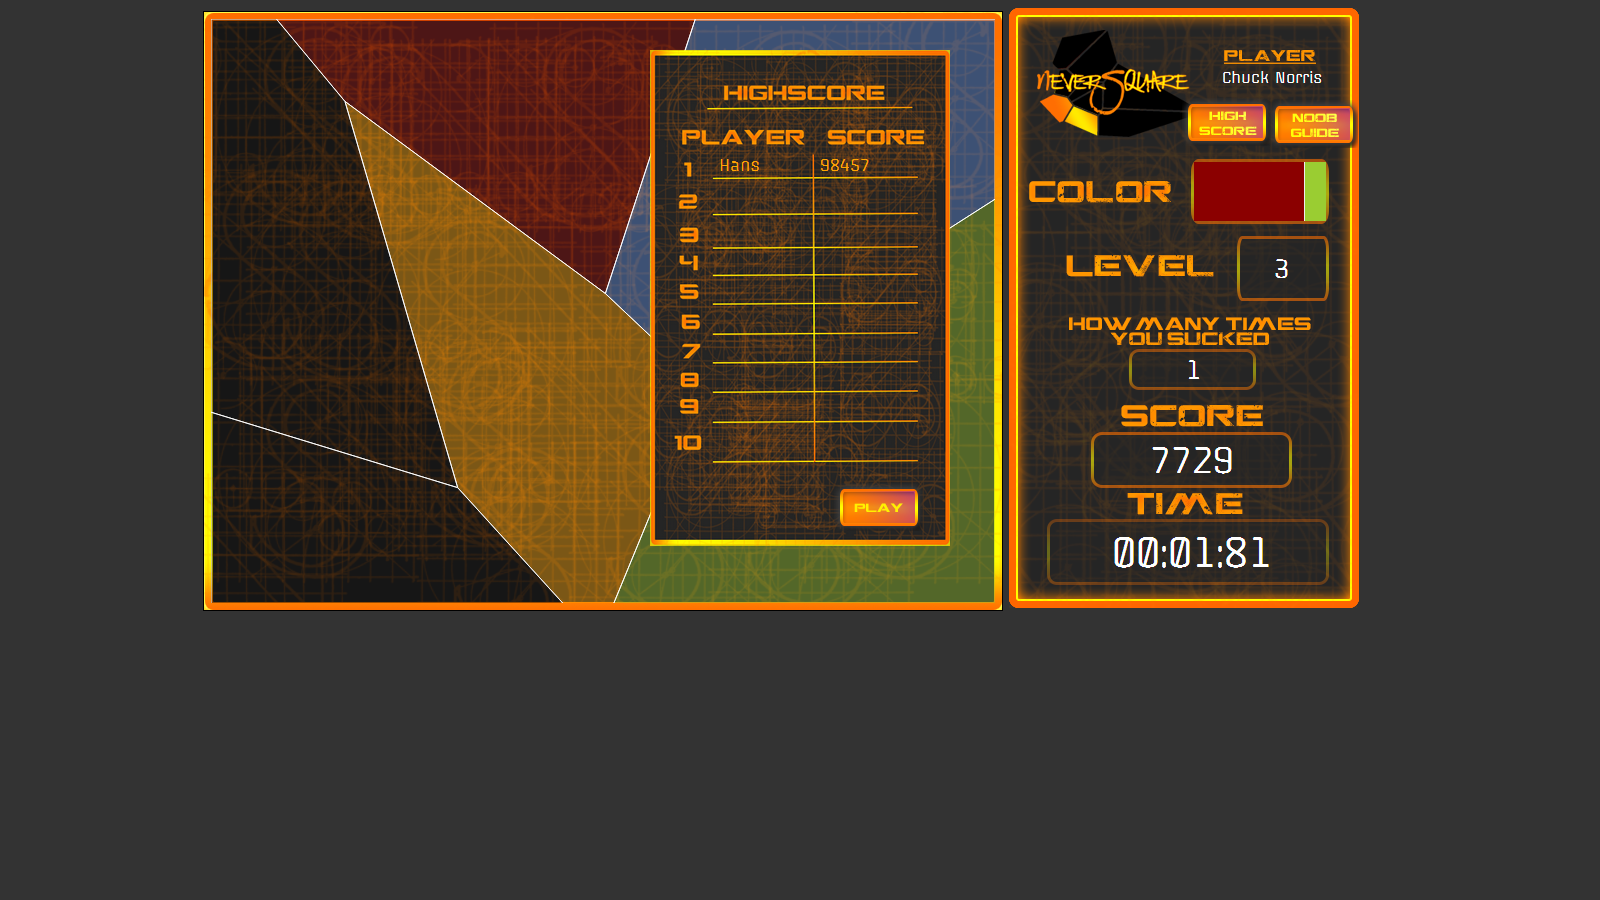 HIGHSCORE
PLAYER SCORE
1 Hans 98457
2
3
4
5
6
7
8
9
10
PLAY
NEVERSQUARE
PLAYER
Chuck Norris
HIGH
SCORE
NOOB
GUIDE
COLOR
LEVEL
3
HOW MANY TIMES
YOU SUCKED
1
SCORE
7729
TIME
00:01:81